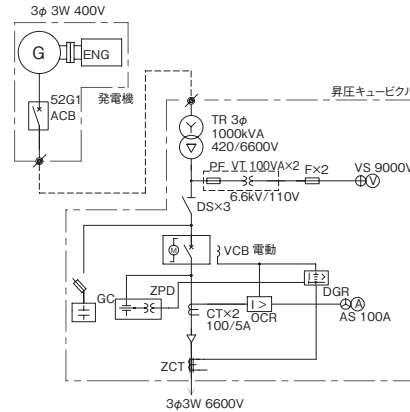 3φ 3W 400V
G
ENG
52G1
ACB
発電機
昇圧キュービクル
TR 3φ
1000kVA
420/6600V
PF VT 100VA×2 F×2
6.6kV/110V
VS 9000V
V
DS×3
M
VCB 電動
GC
ZPD
CT×2
100/5A
I >
OCR
I >
DGR
A
AS 100A
ZCT
3φ3W 6600V